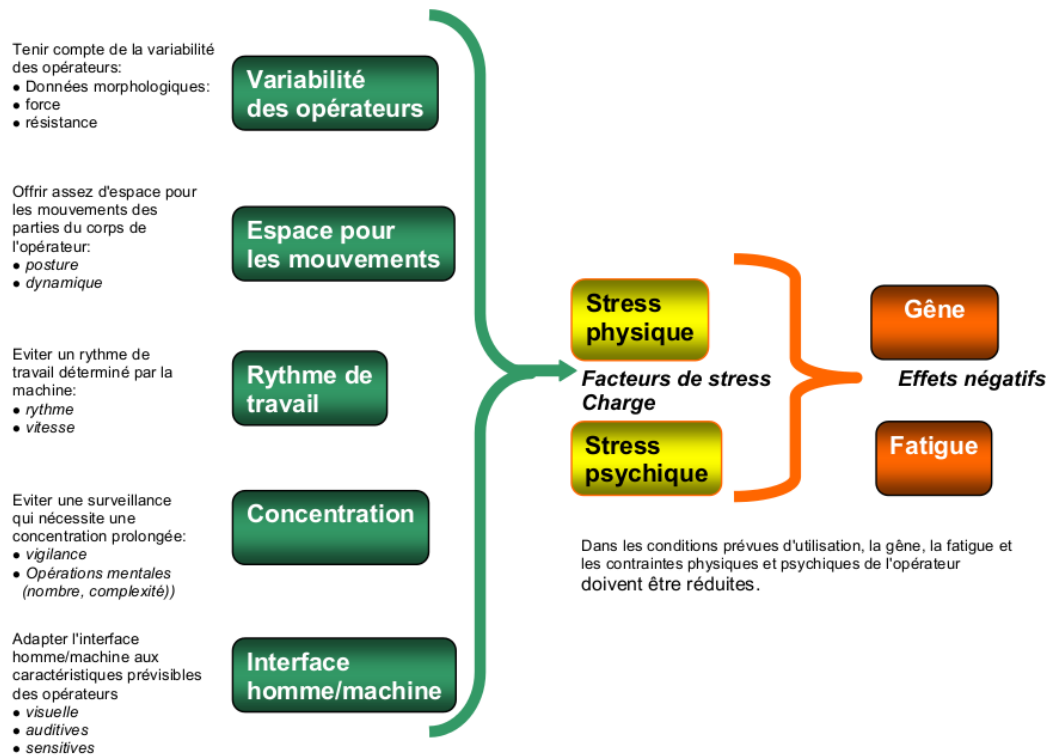 Tenir compte de la variabilité
des opérateurs:
● Données morphologiques:
● force
● résistance
Variabilité
des opérateurs
Offrir assez d'espace pour
les mouvements des
parties du corps de
l'opérateur:
● posture
● dynamique
Espace pour
les mouvements
Eviter un rythme de
travail déterminé par la
machine:
● rythme
● vitesse
Rythme de
travail
Eviter une surveillance
qui nécessite une
concentration prolongée:
● vigilance
● Opérations mentales
(nombre, complexité))
Concentration
Adapter l'interface
homme/machine aux
caractéristiques prévisibles
des opérateurs
● visuelle
● auditives
● sensitives
Interface
homme/machine
Stress
physique
Facteurs de stress
Charge
Stress
psychique
Gêne
Effets négatifs
Fatigue
Dans les conditions prévues d'utilisation, la gêne, la fatigue et
les contraintes physiques et psychiques de l'opérateur
doivent être réduites.